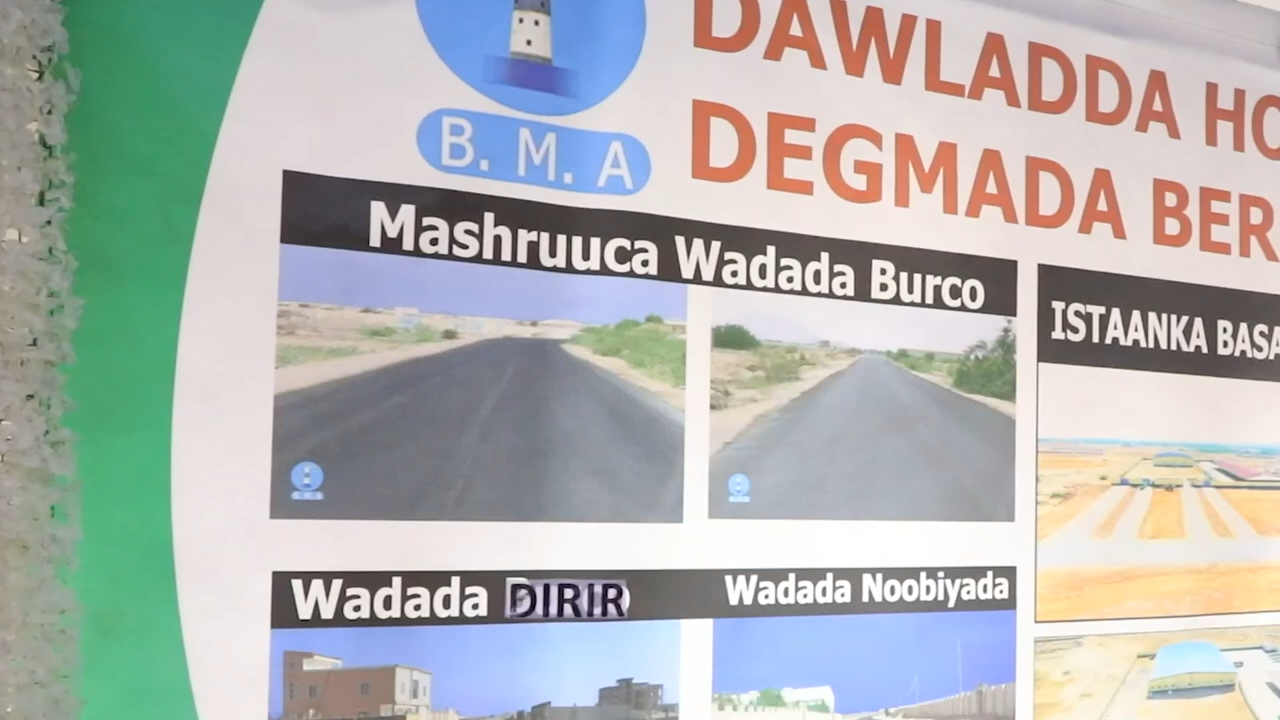 DAWLADDA HO
B. M. A
DEGMADA BER
Mashruuca Wadada Burco
ISTAANKA BASA
B. M. A
Wadada DIRIR
Wadada Noobiyada